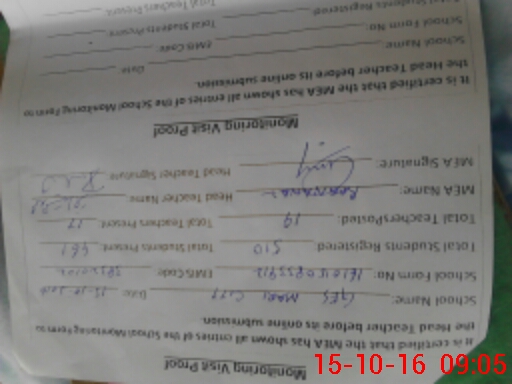 Monitoring Visit Proof
It is certified that the MEA has shown all entries of the School Monitoring Form to
the Head Teacher before its online submission.
School Name: GES MARI CITY Date
School Form No: EMIS Code:
Total Students Registered 510 Total Students Present 461
Total Teachers Posted: 19 Total Teachers Present 17
MEA Name: Head Teacher Name
MEA Signature: Head Teacher Signature
Monitoring Visit Proof
It is certified that the MEA has shown all entries of the School Monitoring Form to
the Head Teacher before its online submission.
School Name: Date
School Form No: EMIS Code:
Total Students Registered Total Students Present
15-10-16 09:05